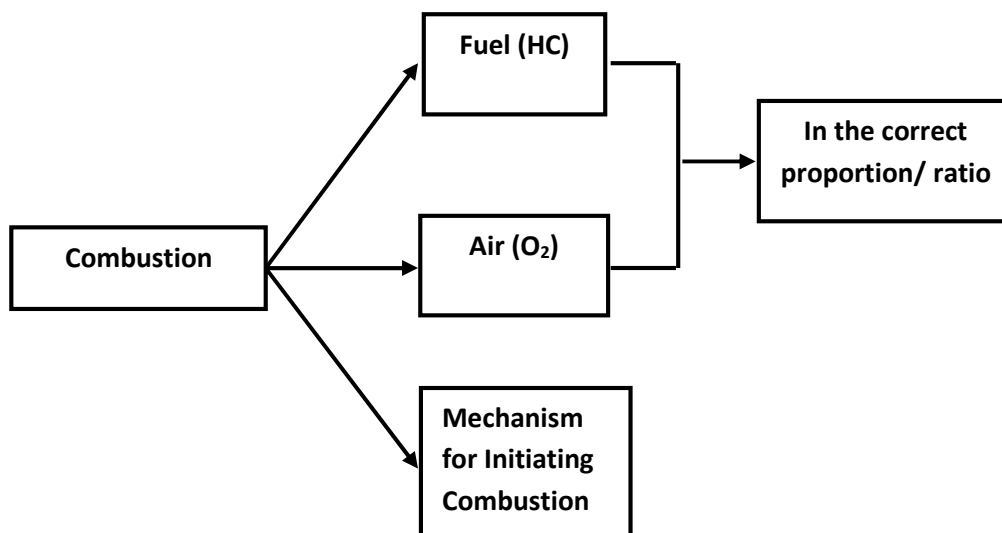 Fuel (HC)
In the correct
proportion/ ratio
Combustion
Air (O₂)
Mechanism
for Initiating
Combustion